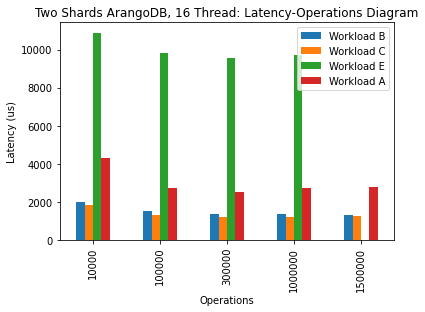 Two Shards ArangoDB, 16 Thread: Latency-Operations Diagram
Workload B
Workload C
Workload E
Workload A
Latency (us)
10000
8000
6000
4000
2000
0
10000
100000
300000
1000000
1500000
Operations